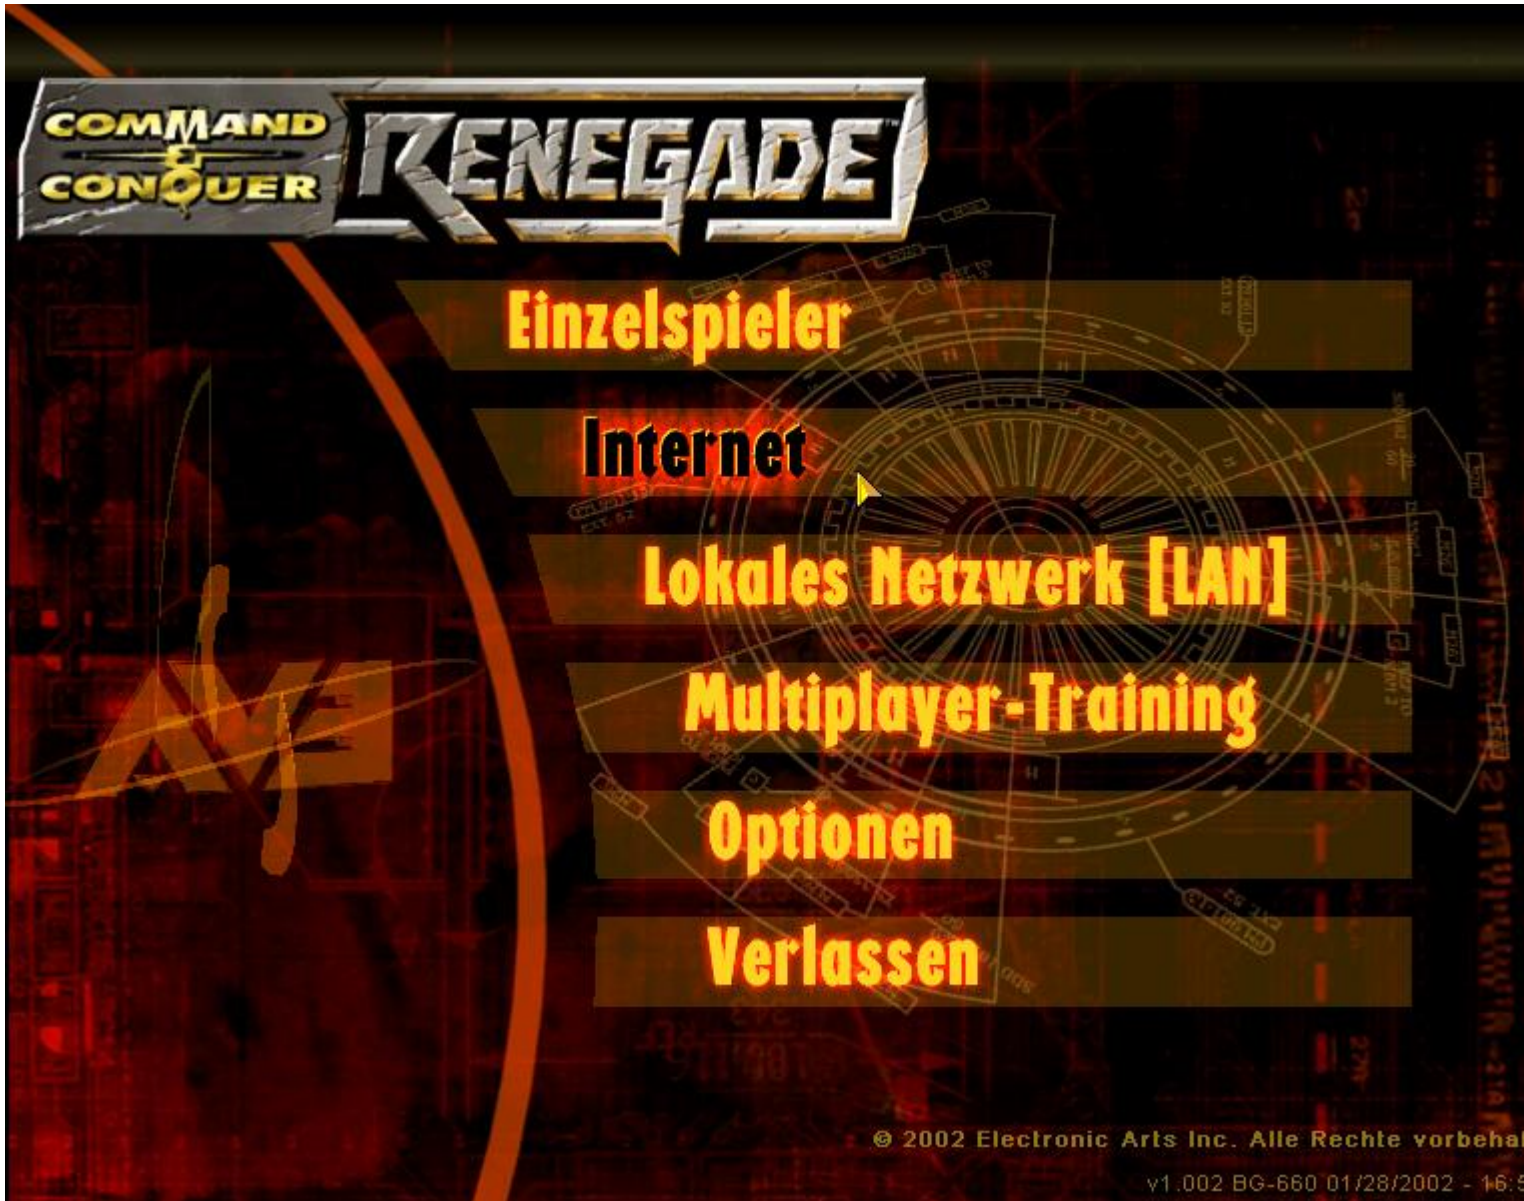 COMMAND
&
CONQUER
RENEGADE™
Einzelspieler
Internet
Lokales Netzwerk [LAN]
Multiplayer-Training
Optionen
Verlassen
© 2002 Electronic Arts Inc. Alle Rechte
v1.002 BG-660 01/28/2002 -